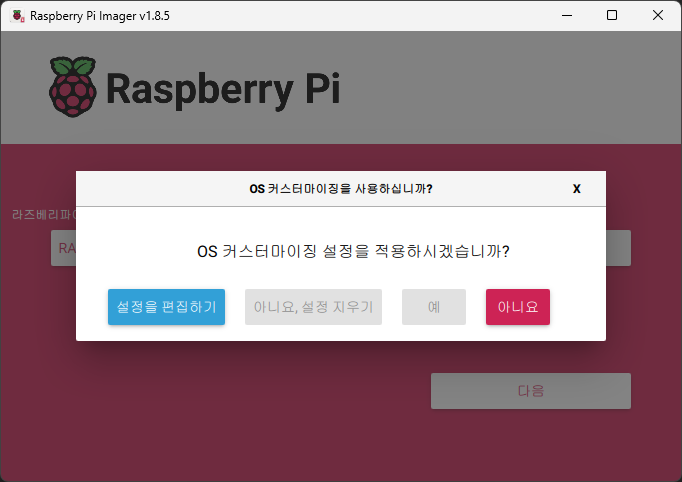 Raspberry Pi Imager v1.8.5
Raspberry Pi
OS 커스터마이징을 사용하십니까?
X
라즈베리파이
RA
OS 커스터마이징 설정을 적용하시겠습니까?
설정을 편집하기
아니요, 설정 지우기
예
아니요
다음